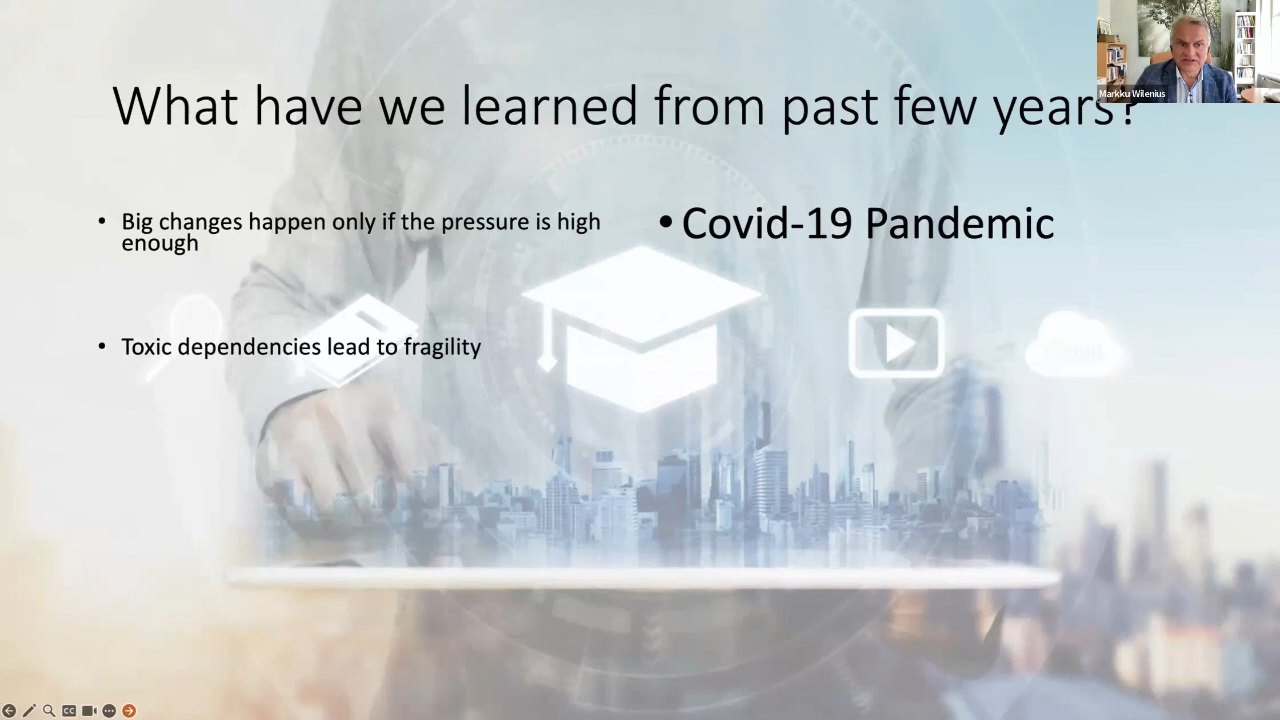 What have we learned from past few years?
Markku Wilenius
• Big changes happen only if the pressure is high
enough
• Covid-19 Pandemic
• Toxic dependencies lead to fragility
CC